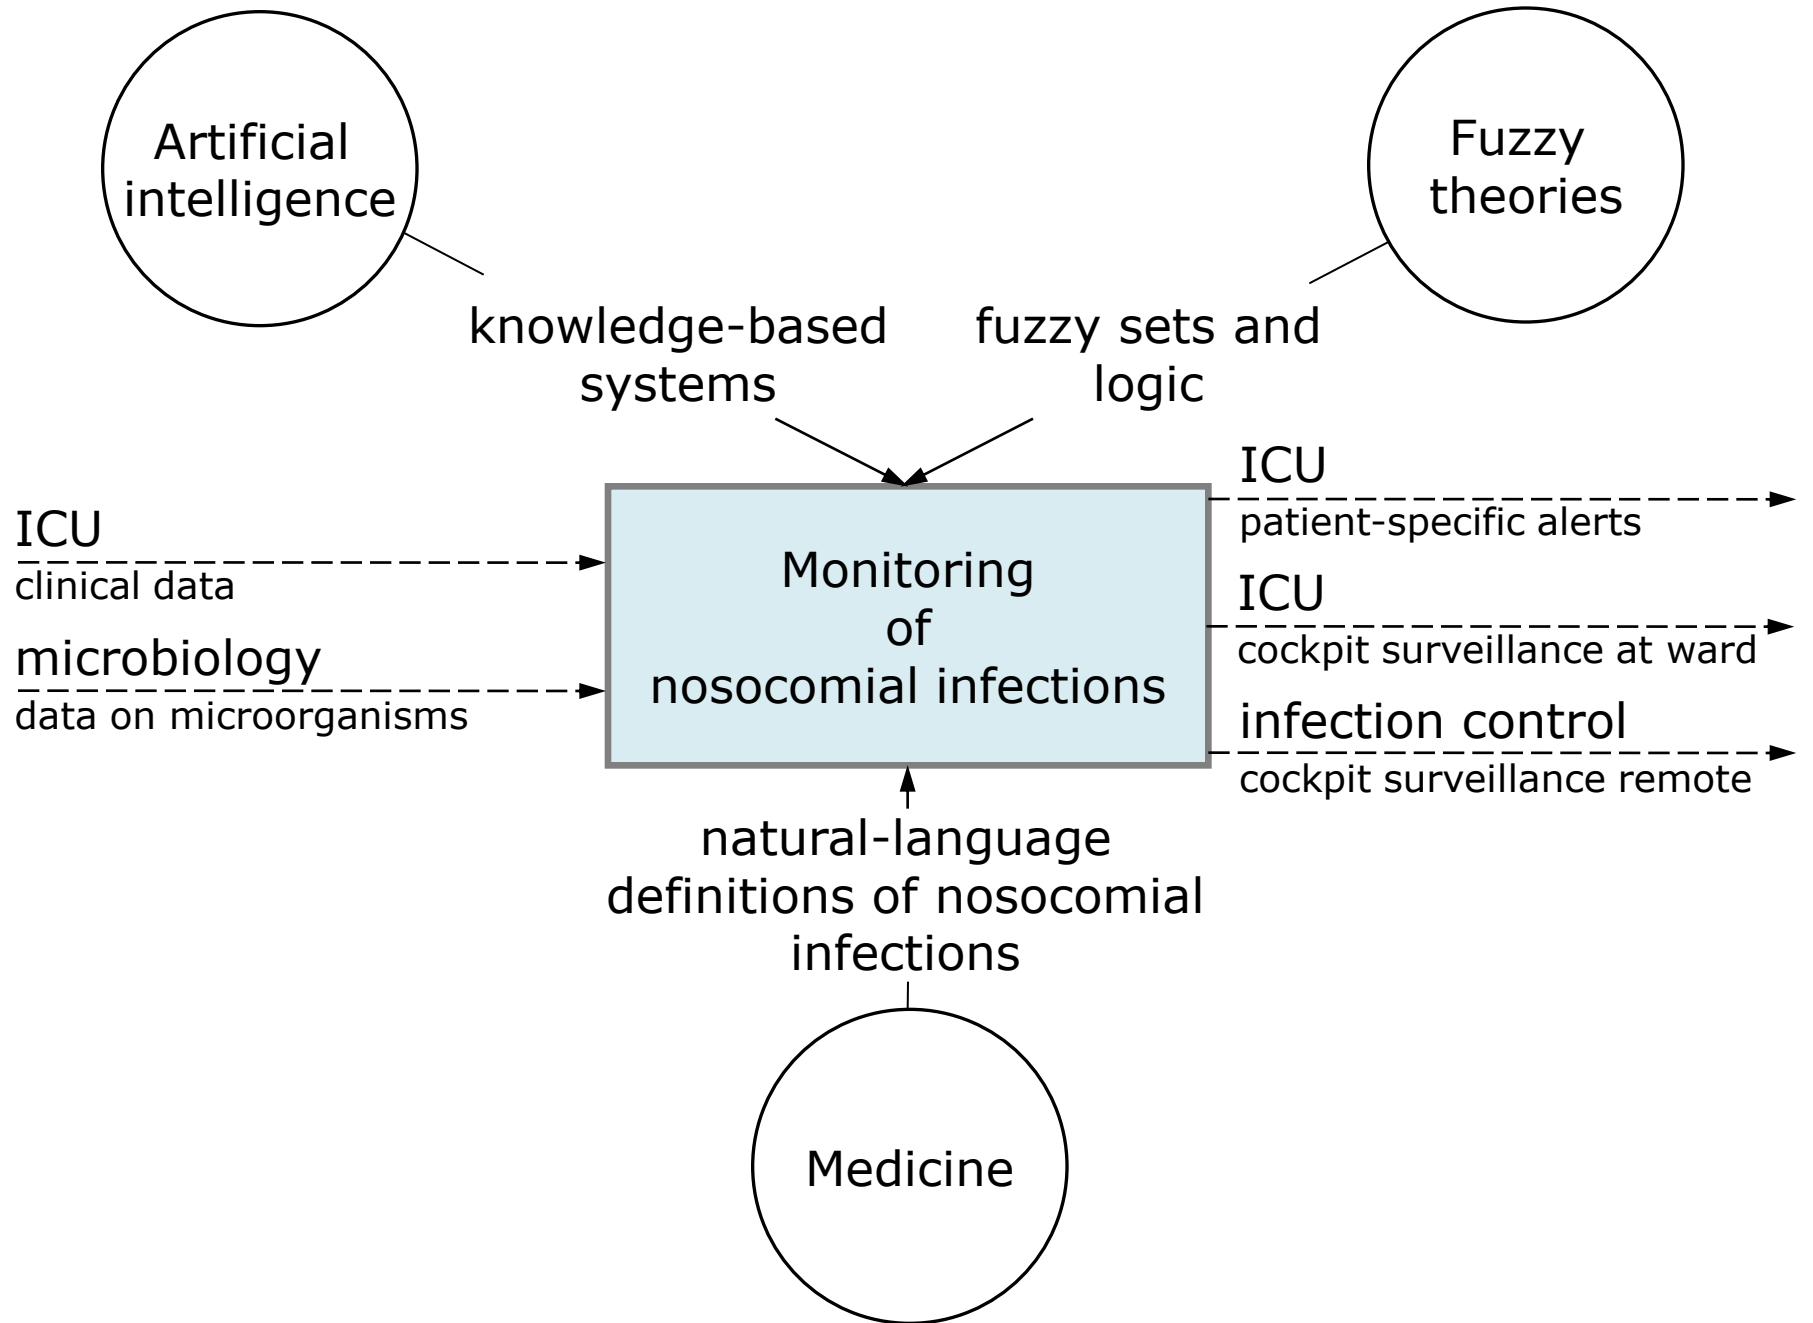 Artificial
intelligence
Fuzzy
theories
knowledge-based
systems
fuzzy sets and
logic
ICU
clinical data
microbiology
data on microorganisms
Monitoring
of
nosocomial infections
ICU
patient-specific alerts
ICU
cockpit surveillance at ward
infection control
cockpit surveillance remote
natural-language
definitions of nosocomial
infections
Medicine